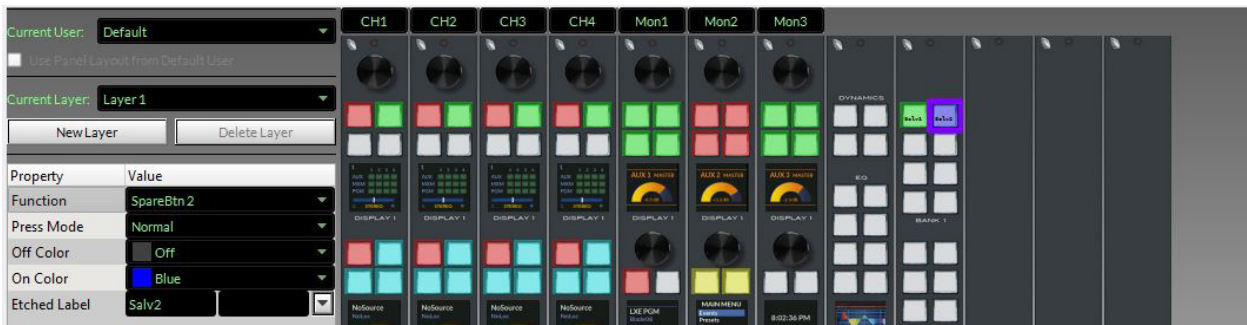 Current User: Default
Use Panel Layout from Default User
Current Layer: Layer 1
New Layer Delete Layer
Property Value
Function SpareBtn 2
Press Mode Normal
Off Color Off
On Color Blue
Etched Label Salv2
CH1 CH2 CH3 CH4 Mon1 Mon2 Mon3
DYNAMICS
Salv1 Salv2
AUX 1 MASTER AUX 2 MASTER AUX 3 MASTER
EQ
DISPLAY 1 DISPLAY 1 DISPLAY 1 DISPLAY 1 DISPLAY 1 DISPLAY 1 DISPLAY 1
BANK 1
NoSource NoSource NoSource NoSource
LXE PGM
MAIN MENU
Events
Presets
8:02:36 PM